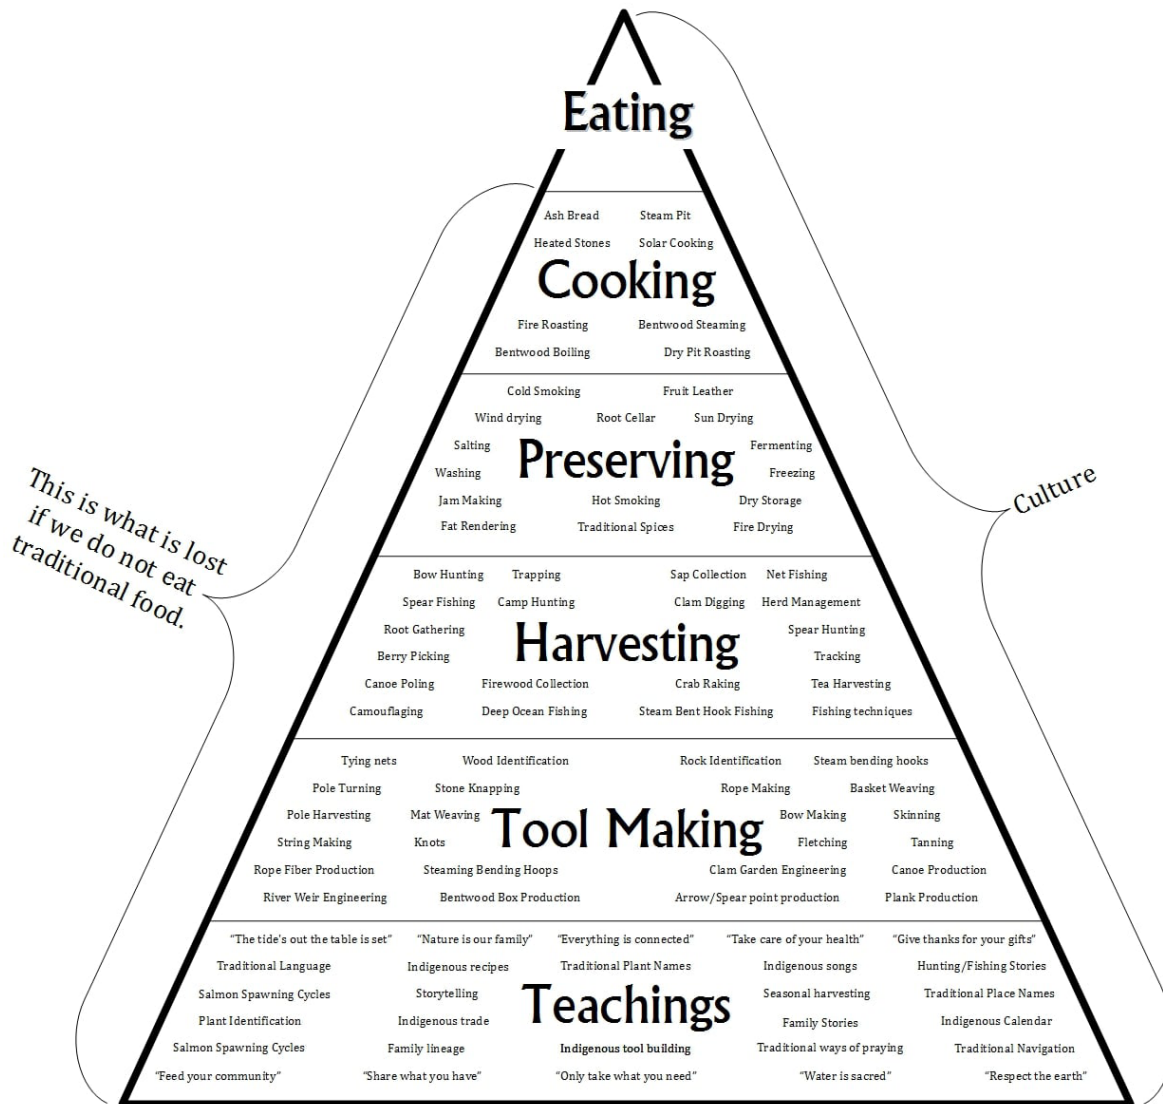 Eating
Ash Bread Steam Pit
Heated Stones Solar Cooking
Cooking
Fire Roasting Bentwood Steaming
Bentwood Boiling Dry Pit Roasting
Cold Smoking Fruit Leather
Wind drying Root Cellar Sun Drying
Salting Fermenting
Preserving
Washing Freezing
Jam Making Hot Smoking Dry Storage
Fat Rendering Traditional Spices Fire Drying
This is what is lost
if we do not eat
traditional food.
Culture
Bow Hunting Trapping Sap Collection Net Fishing
Spear Fishing Camp Hunting Clam Digging Herd Management
Root Gathering Spear Hunting
Harvesting
Berry Picking Tracking
Canoe Poling Firewood Collection Crab Raking Tea Harvesting
Camouflaging Deep Ocean Fishing Steam Bent Hook Fishing Fishing techniques
Tying nets Wood Identification Rock Identification Steam bending hooks
Pole Turning Stone Knapping Rope Making Basket Weaving
Pole Harvesting Mat Weaving Bow Making Skinning
Tool Making
String Making Knots Fletching Tanning
Rope Fiber Production Steaming Bending Hoops Clam Garden Engineering Canoe Production
River Weir Engineering Bentwood Box Production Arrow/Spear point production Plank Production
"The tide's out the table is set" "Nature is our family" "Everything is connected" "Take care of your health" "Give thanks for your gifts"
Traditional Language Indigenous recipes Traditional Plant Names Indigenous songs Hunting/Fishing Stories
Salmon Spawning Cycles Storytelling Seasonal harvesting Traditional Place Names
Teachings
Plant Identification Indigenous trade Family Stories Indigenous Calendar
Salmon Spawning Cycles Family lineage Indigenous tool building Traditional ways of praying Traditional Navigation
"Feed your community" "Share what you have" "Only take what you need" "Water is sacred" "Respect the earth"